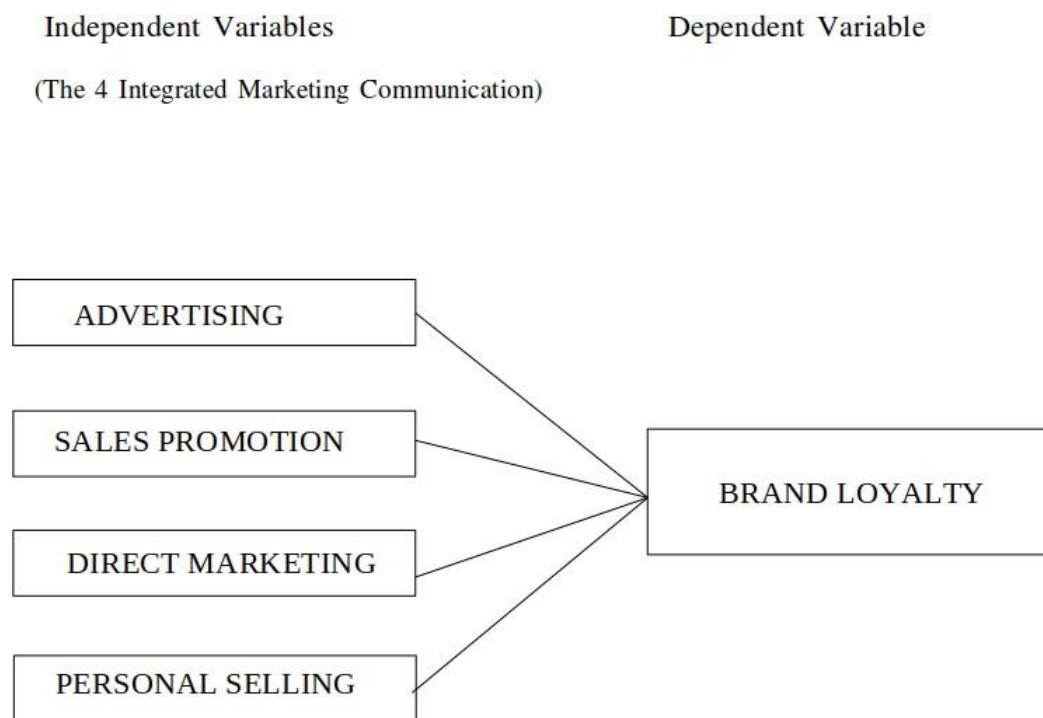 Independent Variables
Dependent Variable
(The 4 Integrated Marketing Communication)
ADVERTISING
SALES PROMOTION
DIRECT MARKETING
PERSONAL SELLING
BRAND LOYALTY